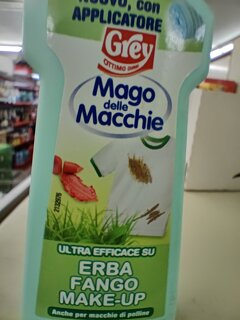 NUOVO, con
APPLICATORE
Grey
OTTIMO
Mago
delle
Macchie
ULTRA EFFICACE SU
ERBA
FANGO
MAKE-UP
Anche per macchie di polline